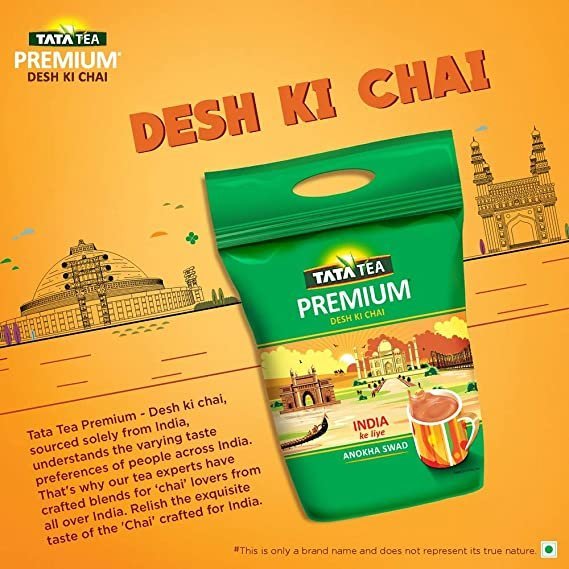 TATA TEA
PREMIUM
DESH KI CHAI
DESH KI CHAI
TATA TEA
PREMIUM
DESH KI CHAI
INDIA
ke liye
ANOKHA SWAD
Tata Tea Premium - Desh ki chai,
sourced solely from India,
understands the varying taste
preferences of people across India.
That's why our tea experts have
crafted blends for 'chai' lovers from
all over India. Relish the exquisite
taste of the 'Chai' crafted for India.
#This is only a brand name and does not represent its true nature.